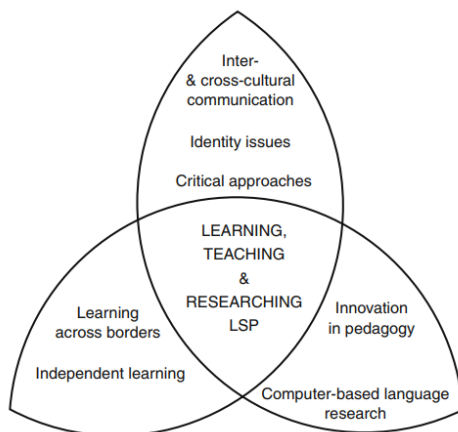 Inter-
& cross-cultural
communication
Identity issues
Critical approaches
LEARNING,
TEACHING
&
RESEARCHING
LSP
Learning
across borders
Independent learning
Innovation
in pedagogy
Computer-based language
research